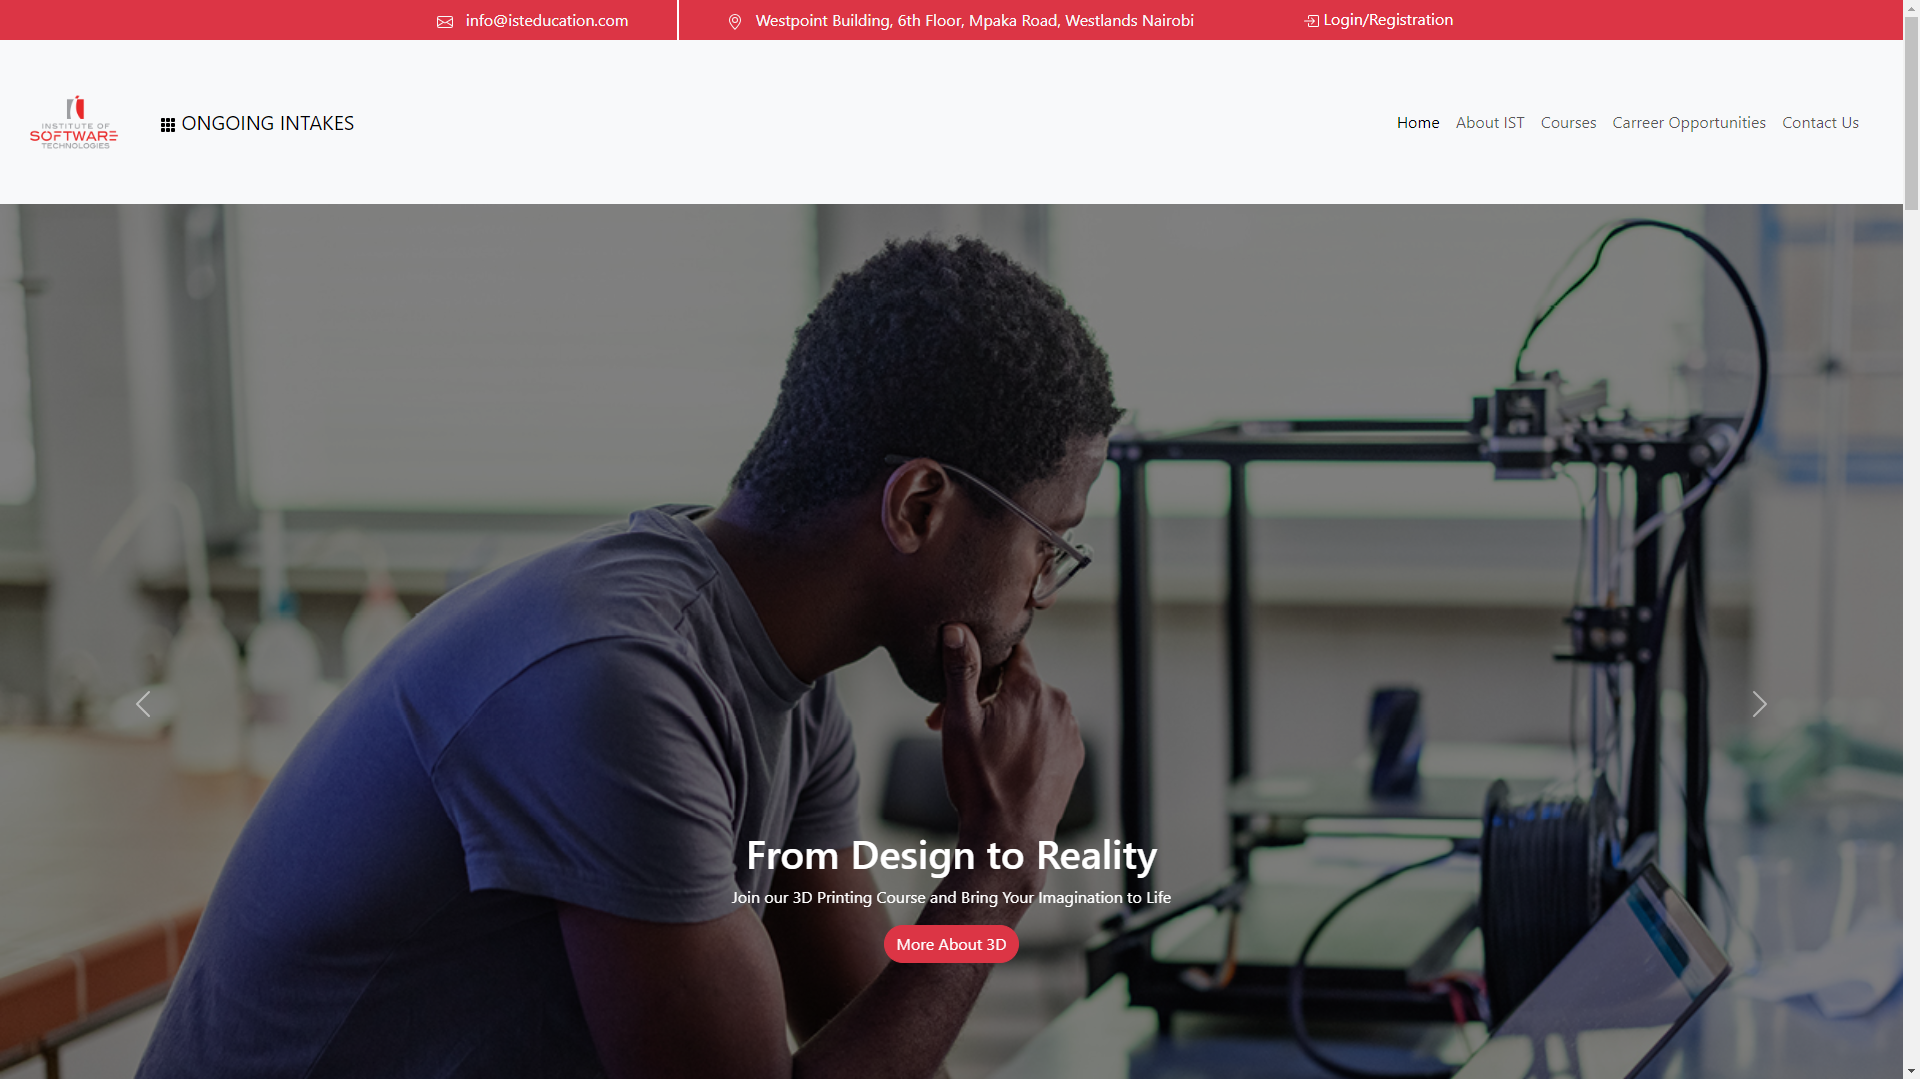 info@isteducation.com
Westpoint Building, 6th Floor, Mpaka Road, Westlands Nairobi
Login/Registration
INSTITUTE OF
SOFTWARE
TECHNOLOGIES
ONGOING INTAKES
Home
About IST
Courses
Carreer Opportunities
Contact Us
From Design to Reality
Join our 3D Printing Course and Bring Your Imagination to Life
More About 3D